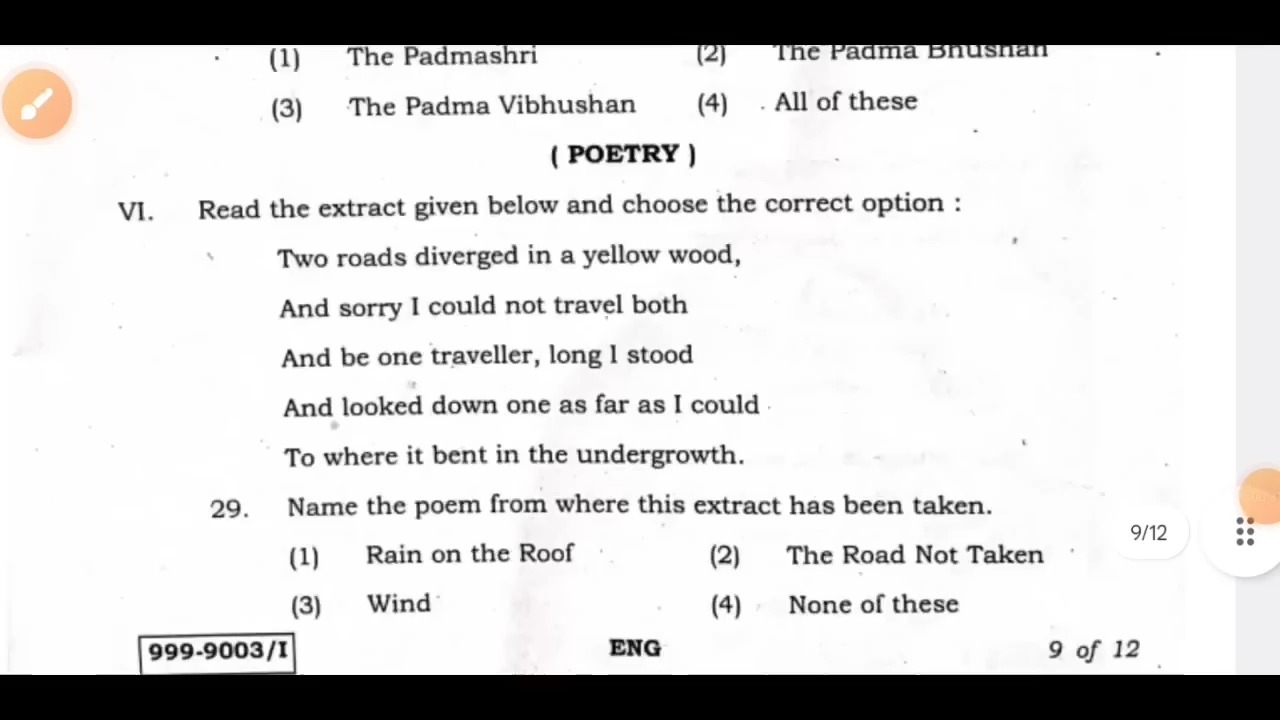 (1) The Padmashri (2) The Padma Bhushan
(3) The Padma Vibhushan (4) All of these
( POETRY )
VI. Read the extract given below and choose the correct option :
Two roads diverged in a yellow wood,
And sorry I could not travel both
And be one traveller, long I stood
And looked down one as far as I could
To where it bent in the undergrowth.
29. Name the poem from where this extract has been taken.
(1) Rain on the Roof (2) The Road Not Taken
(3) Wind (4) None of these
9/12
999-9003/I ENG 9 of 12